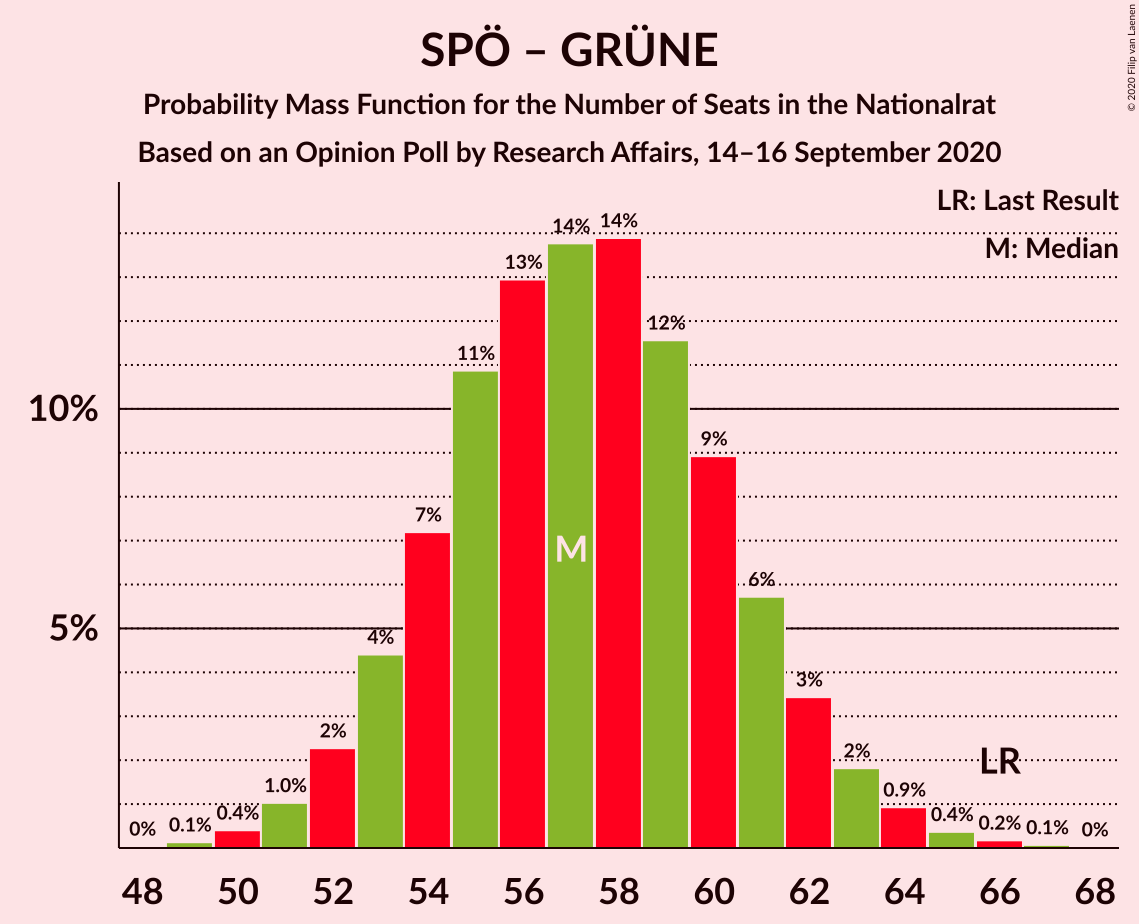 SPÖ – GRÜNE
Probability Mass Function for the Number of Seats in the Nationalrat
Based on an Opinion Poll by Research Affairs, 14–16 September 2020
© 2020 Filip van Laenen
LR: Last Result
M: Median
10%
5%
0%
0.1%
0.4%
1.0%
2%
4%
7%
11%
13%
14%
14%
12%
9%
6%
3%
2%
0.9%
0.4%
0.2%
0.1%
0%
M
LR
48 50 52 54 56 58 60 62 64 66 68